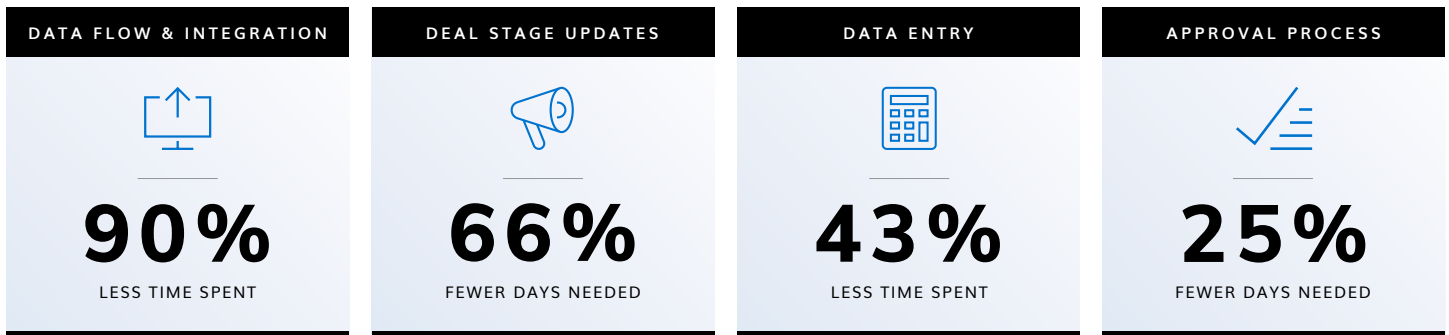 DATA FLOW & INTEGRATION
90%
LESS TIME SPENT
DEAL STAGE UPDATES
66%
FEWER DAYS NEEDED
DATA ENTRY
43%
LESS TIME SPENT
APPROVAL PROCESS
25%
FEWER DAYS NEEDED